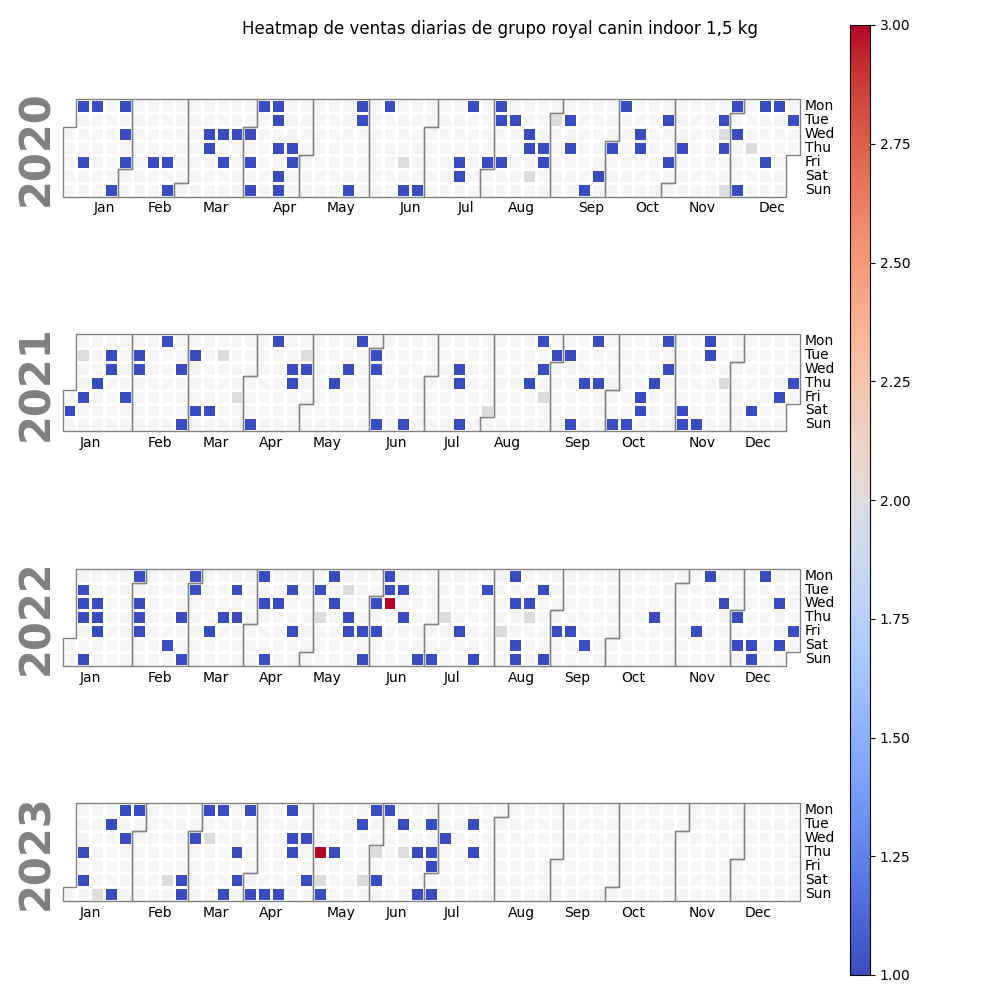 Heatmap de ventas diarias de grupo royal canin indoor 1,5 kg
2020
Mon
Tue
Wed
Thu
Fri
Sat
Sun
Jan Feb Mar Apr May Jun Jul Aug Sep Oct Nov Dec
2021
Mon
Tue
Wed
Thu
Fri
Sat
Sun
Jan Feb Mar Apr May Jun Jul Aug Sep Oct Nov Dec
2022
Mon
Tue
Wed
Thu
Fri
Sat
Sun
Jan Feb Mar Apr May Jun Jul Aug Sep Oct Nov Dec
2023
Mon
Tue
Wed
Thu
Fri
Sat
Sun
Jan Feb Mar Apr May Jun Jul Aug Sep Oct Nov Dec
3.00
2.75
2.50
2.25
2.00
1.75
1.50
1.25
1.00